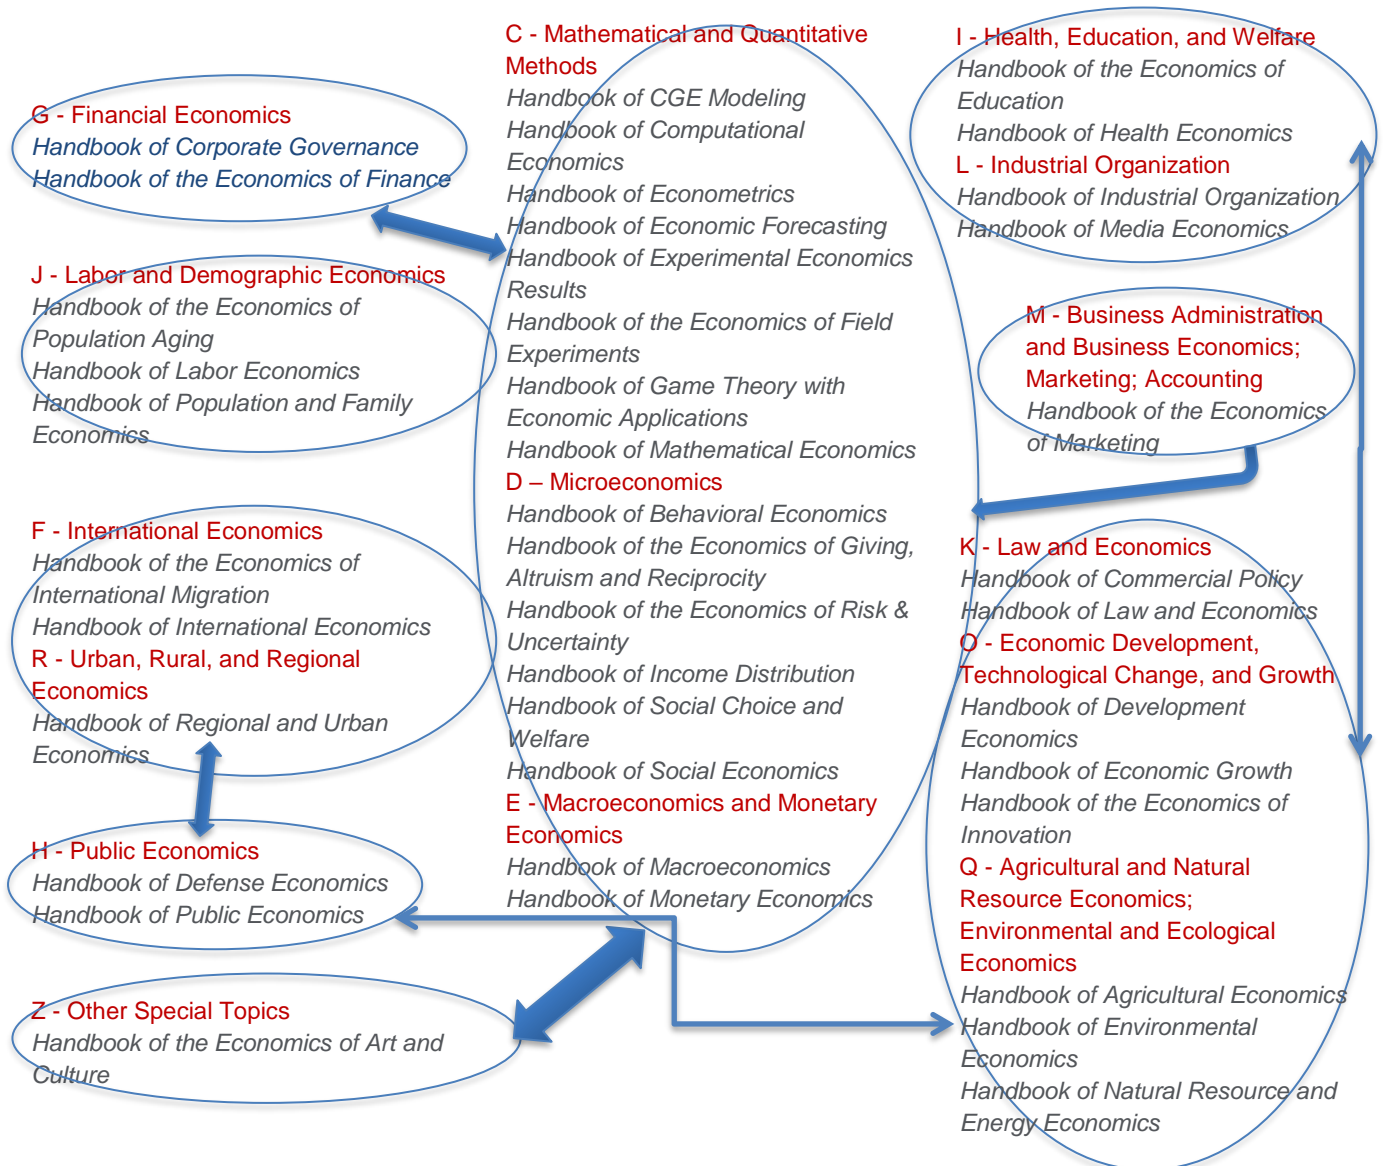 G - Financial Economics
Handbook of Corporate Governance
Handbook of the Economics of Finance
J - Labor and Demographic Economics
Handbook of the Economics of
Population Aging
Handbook of Labor Economics
Handbook of Population and Family
Economics
F - International Economics
Handbook of the Economics of
International Migration
Handbook of International Economics
R - Urban, Rural, and Regional
Economics
Handbook of Regional and Urban
Economics
H - Public Economics
Handbook of Defense Economics
Handbook of Public Economics
Z - Other Special Topics
Handbook of the Economics of Art and
Culture
C - Mathematical and Quantitative
Methods
Handbook of CGE Modeling
Handbook of Computational
Economics
Handbook of Econometrics
Handbook of Economic Forecasting
Handbook of Experimental Economics
Results
Handbook of the Economics of Field
Experiments
Handbook of Game Theory with
Economic Applications
Handbook of Mathematical Economics
D – Microeconomics
Handbook of Behavioral Economics
Handbook of the Economics of Giving,
Altruism and Reciprocity
Handbook of the Economics of Risk &
Uncertainty
Handbook of Income Distribution
Handbook of Social Choice and
Welfare
Handbook of Social Economics
E - Macroeconomics and Monetary
Economics
Handbook of Macroeconomics
Handbook of Monetary Economics
I - Health, Education, and Welfare
Handbook of the Economics of
Education
Handbook of Health Economics
L - Industrial Organization
Handbook of Industrial Organization
Handbook of Media Economics
M - Business Administration
and Business Economics;
Marketing; Accounting
Handbook of the Economics
of Marketing
K - Law and Economics
Handbook of Commercial Policy
Handbook of Law and Economics
O - Economic Development,
Technological Change, and Growth
Handbook of Development
Economics
Handbook of Economic Growth
Handbook of the Economics of
Innovation
Q - Agricultural and Natural
Resource Economics;
Environmental and Ecological
Economics
Handbook of Agricultural Economics
Handbook of Environmental
Economics
Handbook of Natural Resource and
Energy Economics